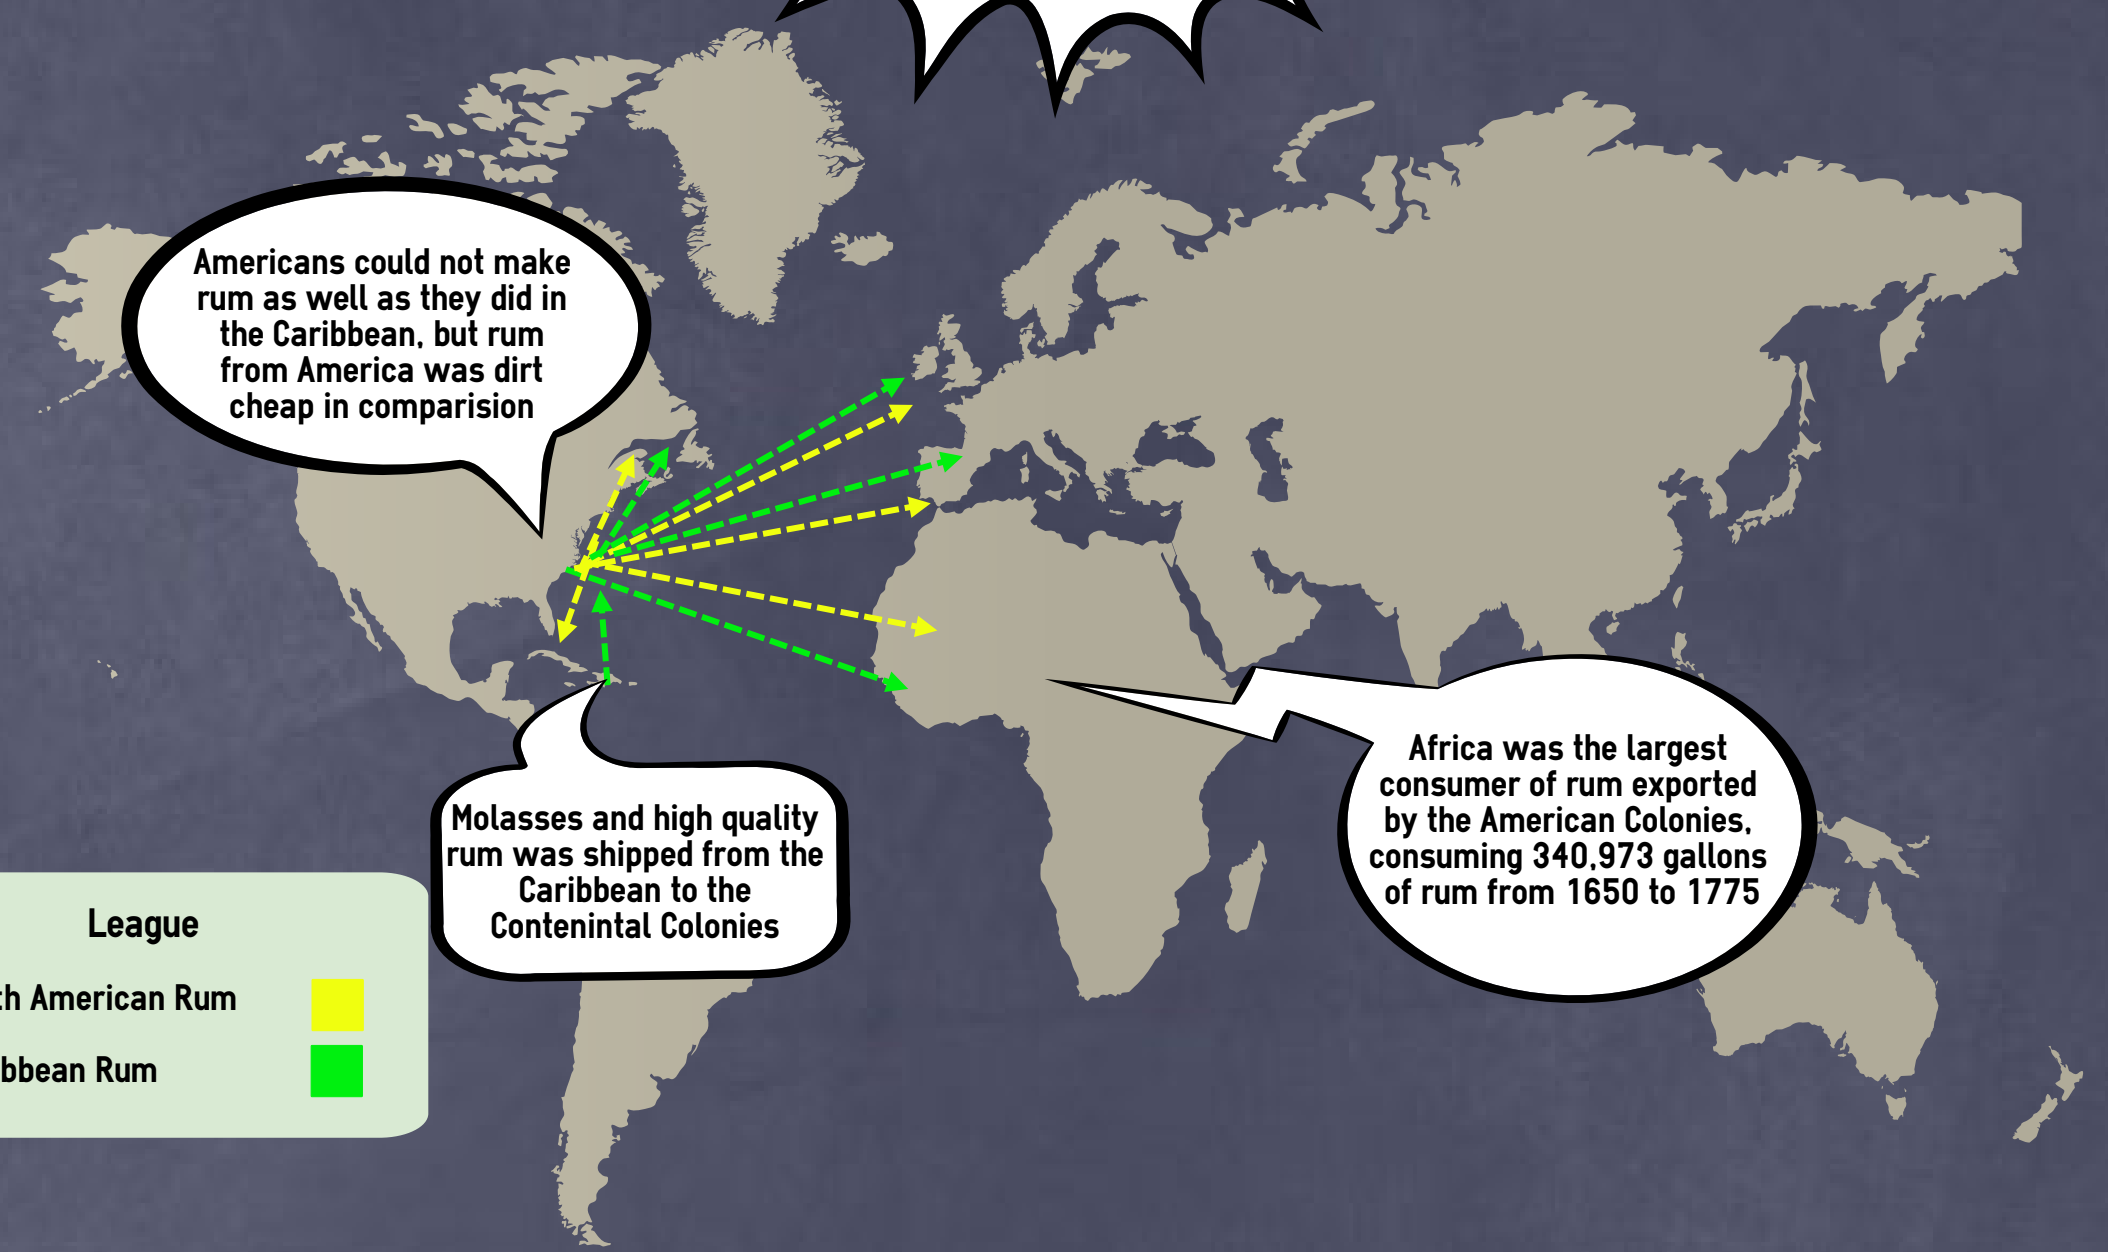 Americans could not make
rum as well as they did in
the Caribbean, but rum
from America was dirt
cheap in comparision
Molasses and high quality
rum was shipped from the
Caribbean to the
Contenintal Colonies
Africa was the largest
consumer of rum exported
by the American Colonies,
consuming 340,973 gallons
of rum from 1650 to 1775
League
th American Rum
bbean Rum